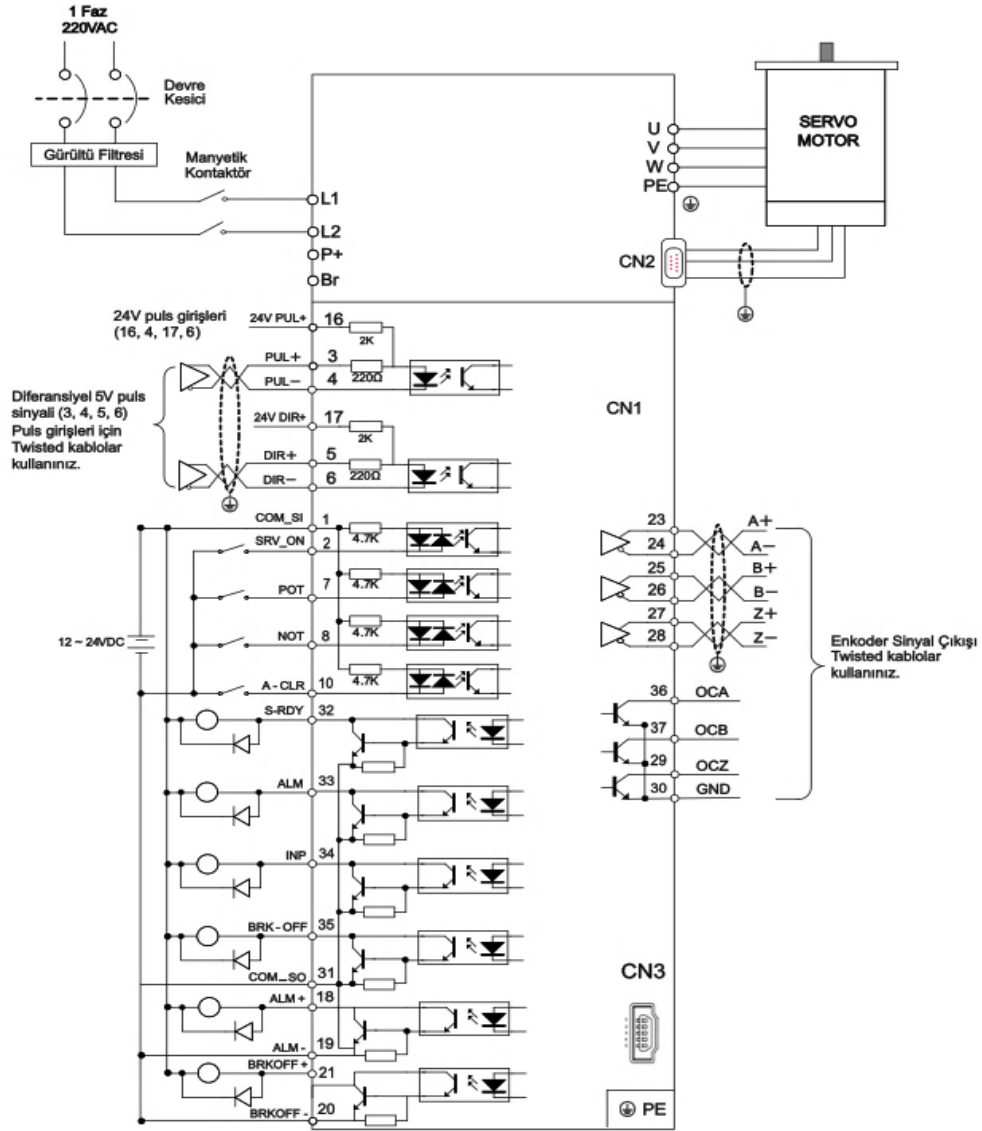 1 Faz
220VAC
Devre
Kesici
Gürültü Filtresi
Manyetik
Kontaktör
L1
L2
P+
Br
U
V
W
PE
SERVO
MOTOR
CN2
24V puls girişleri
(16, 4, 17, 6)
24V PUL+ 16
2K
PUL+ 3
PUL− 4
220Ω
Diferansiyel 5V puls
sinyali (3, 4, 5, 6)
Puls girişleri için
Twisted kablolar
kullanınız.
24V DIR+ 17
2K
DIR+ 5
DIR− 6
220Ω
CN1
COM_SI 1
4.7K
SRV_ON 2
POT 7
4.7K
NOT 8
4.7K
12 ~ 24VDC
A - CLR 10
4.7K
S-RDY 32
ALM 33
INP 34
BRK - OFF 35
COM_SO 31
ALM + 18
ALM - 19
BRKOFF + 21
BRKOFF - 20
23 A+
24 A−
25 B+
26 B−
27 Z+
28 Z−
Enkoder Sinyal Çıkışı
Twisted kablolar
kullanınız.
36 OCA
37 OCB
29 OCZ
30 GND
CN3
PE